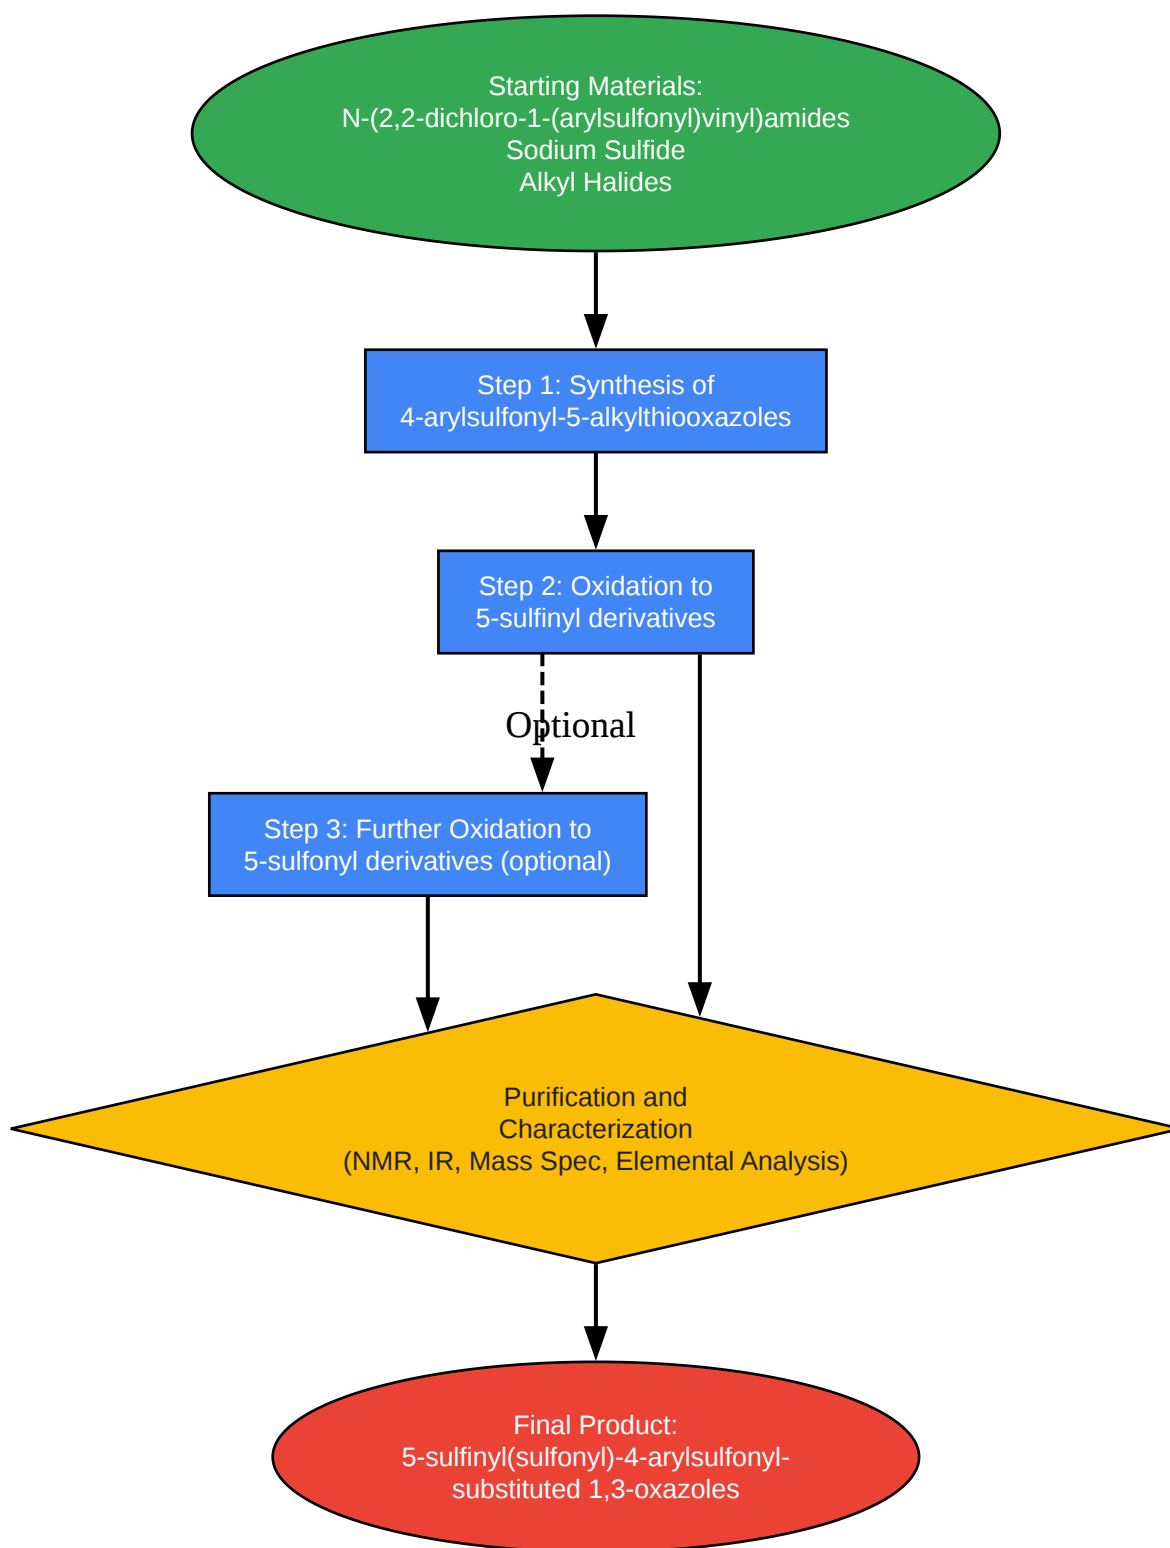 Starting Materials:
N-(2,2-dichloro-1-(arylsulfonyl)vinyl)amides
Sodium Sulfide
Alkyl Halides
Step 1: Synthesis of
4-arylsulfonyl-5-alkylthiooxazoles
Step 2: Oxidation to
5-sulfinyl derivatives
Optional
Step 3: Further Oxidation to
5-sulfonyl derivatives (optional)
Purification and
Characterization
(NMR, IR, Mass Spec, Elemental Analysis)
Final Product:
5-sulfinyl(sulfonyl)-4-arylsulfonyl-
substituted 1,3-oxazoles